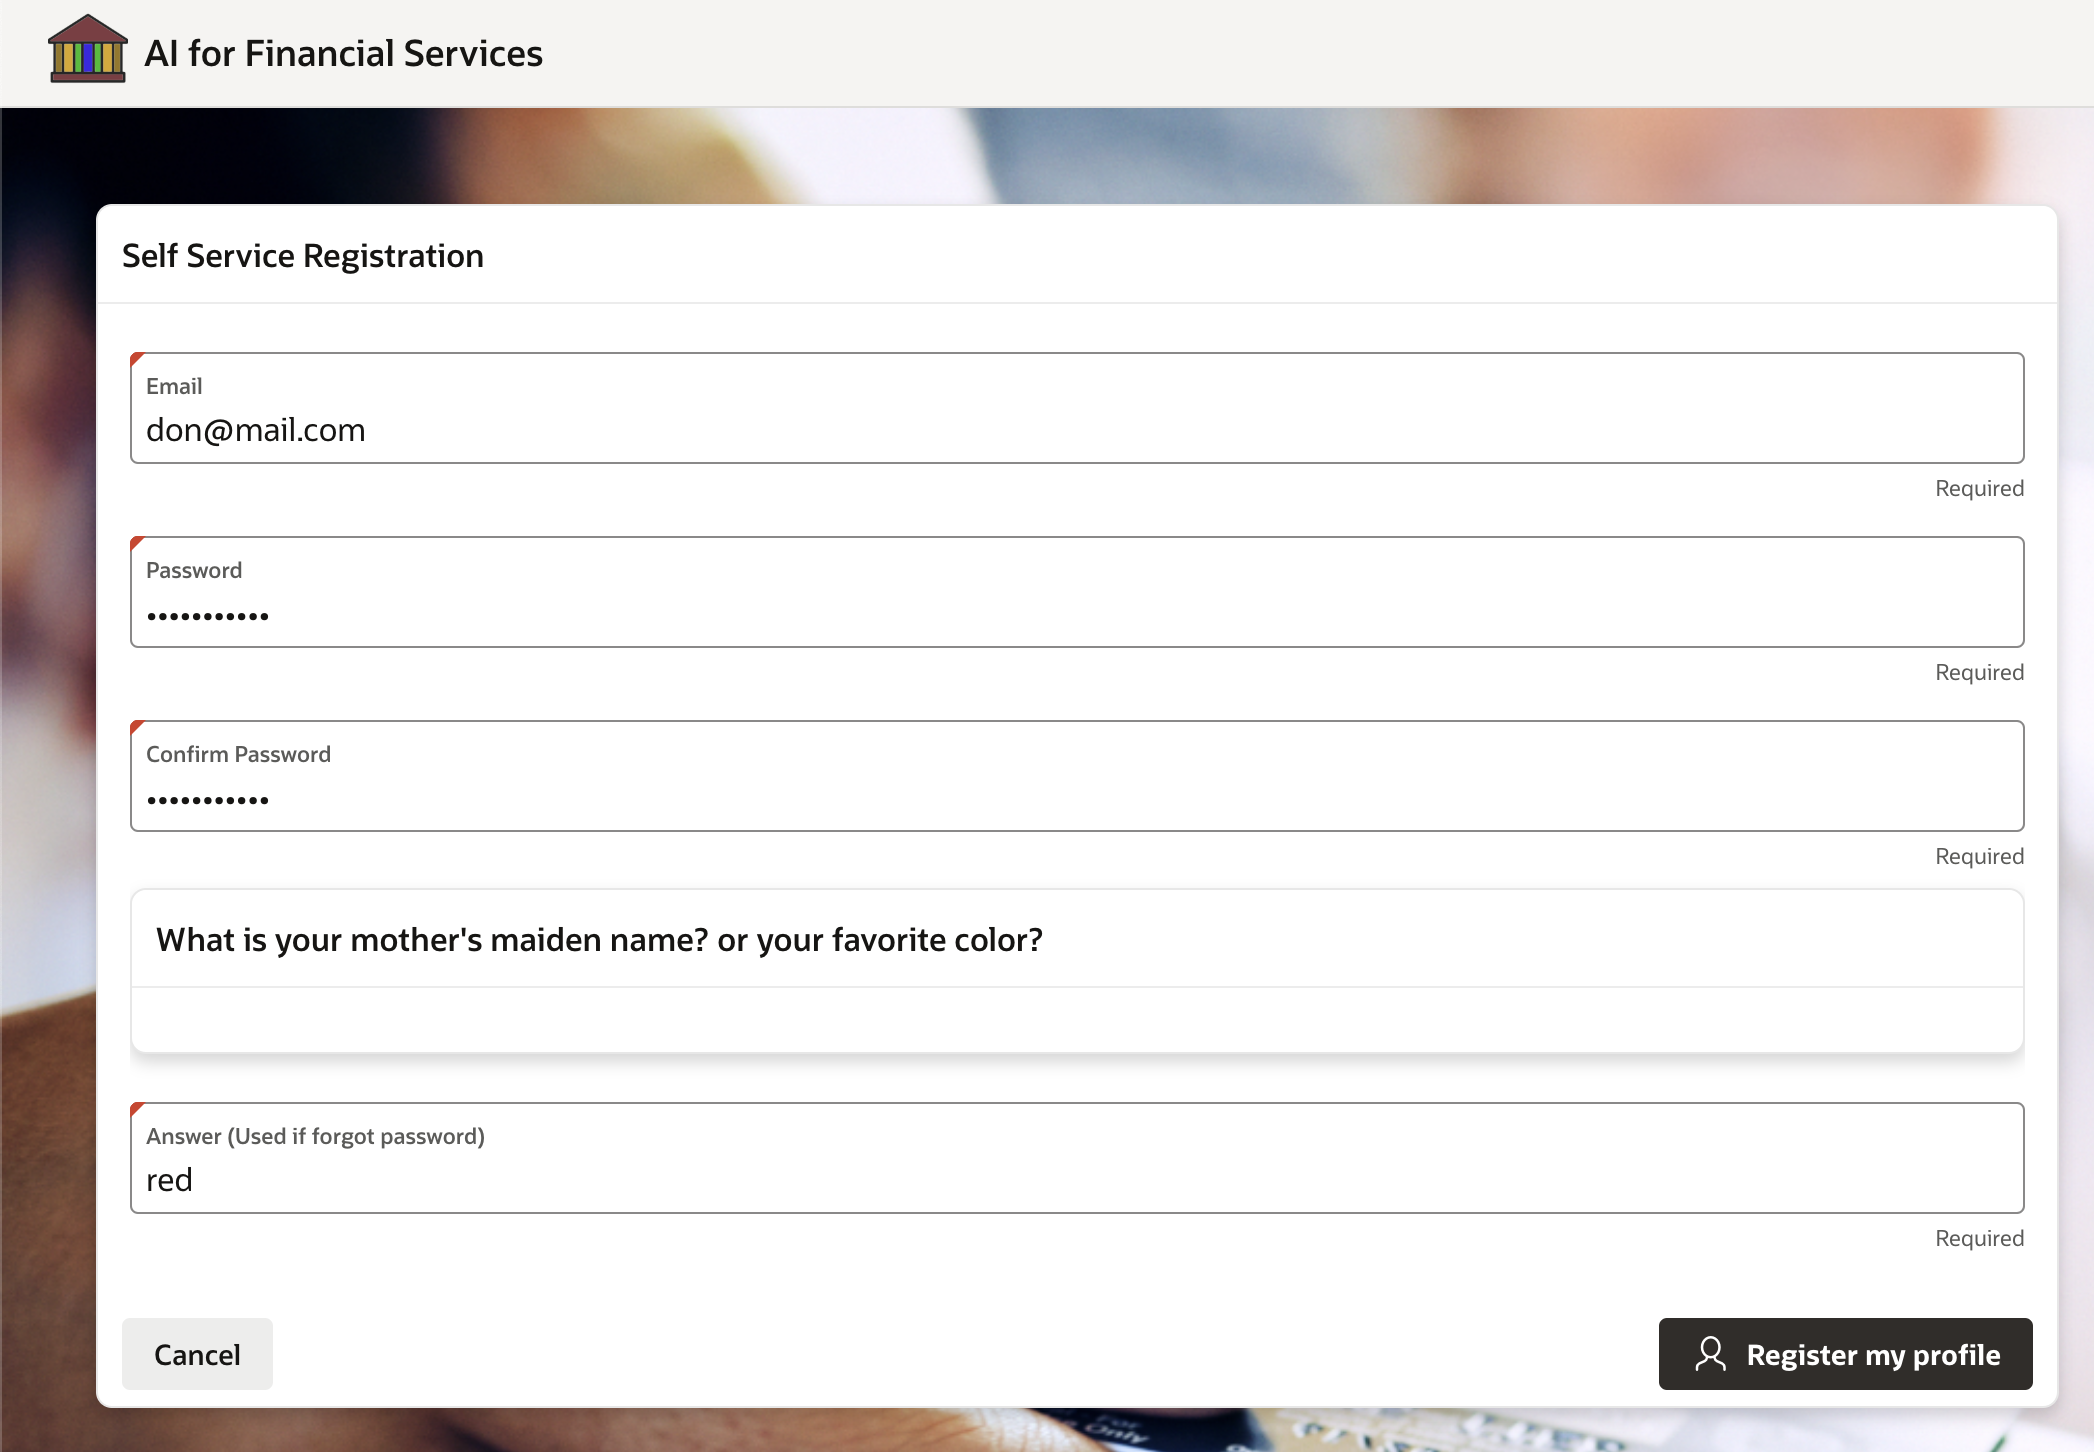 AI for Financial Services
Self Service Registration
Email
don@mail.com
Required
Password
•••••••••••
Required
Confirm Password
•••••••••••
Required
What is your mother's maiden name? or your favorite color?
Answer (Used if forgot password)
red
Required
Cancel
Register my profile
For
Only